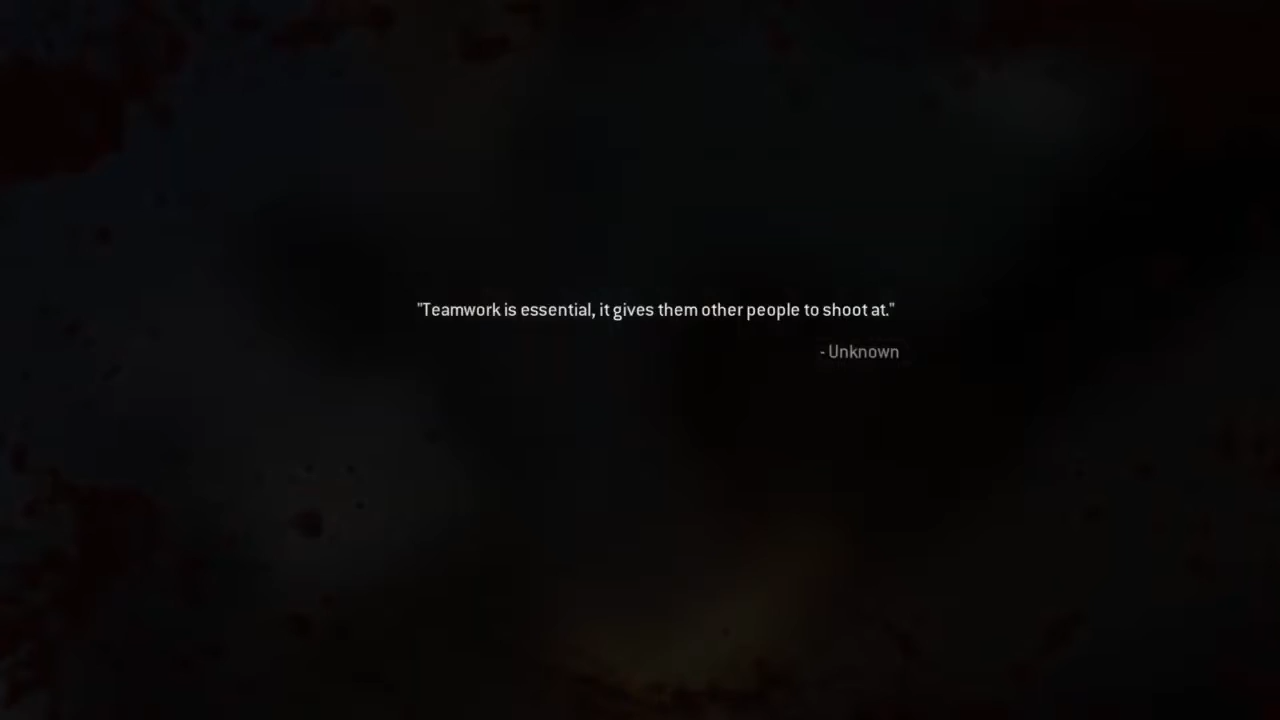 "Teamwork is essential, it gives them other people to shoot at."
- Unknown